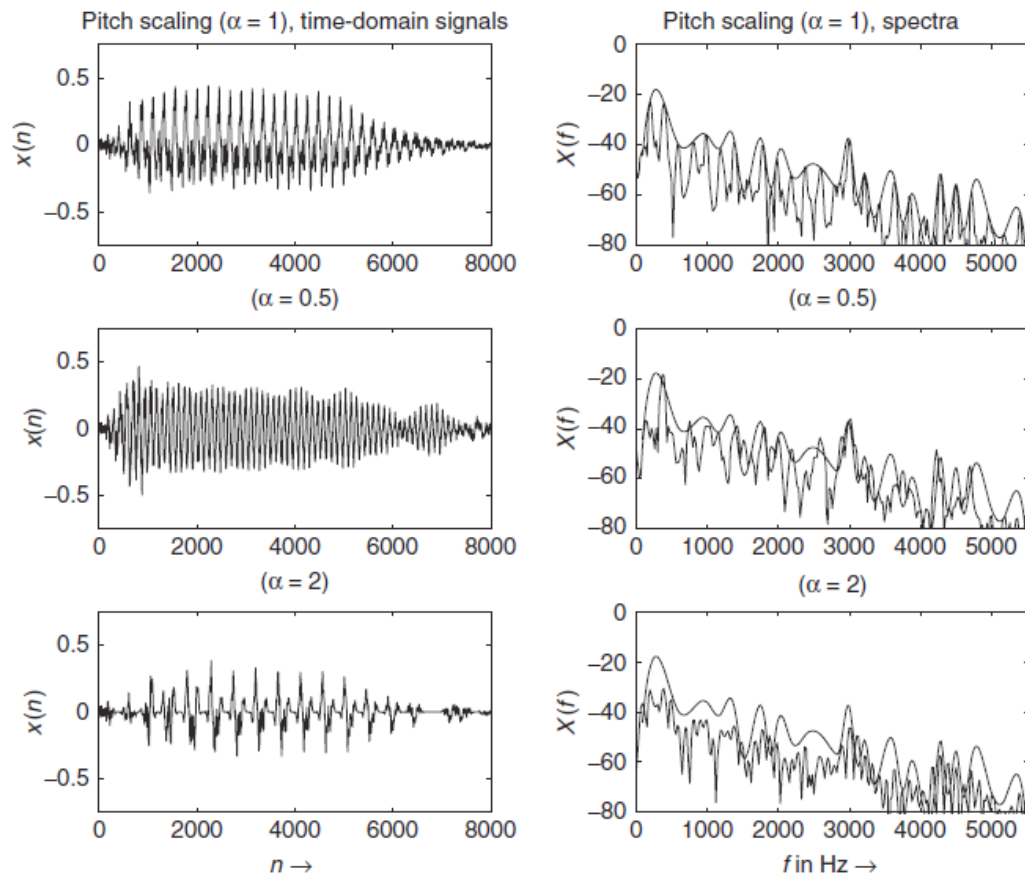 Pitch scaling (α = 1), time-domain signals
0.5
0
−0.5
x(n)
0 2000 4000 6000 8000
Pitch scaling (α = 1), spectra
0
−20
−40
−60
−80
X(f)
0 1000 2000 3000 4000 5000
(α = 0.5)
0.5
0
−0.5
x(n)
0 2000 4000 6000 8000
(α = 0.5)
0
−20
−40
−60
−80
X(f)
0 1000 2000 3000 4000 5000
(α = 2)
0.5
0
−0.5
x(n)
0 2000 4000 6000 8000
n →
(α = 2)
0
−20
−40
−60
−80
X(f)
0 1000 2000 3000 4000 5000
f in Hz →